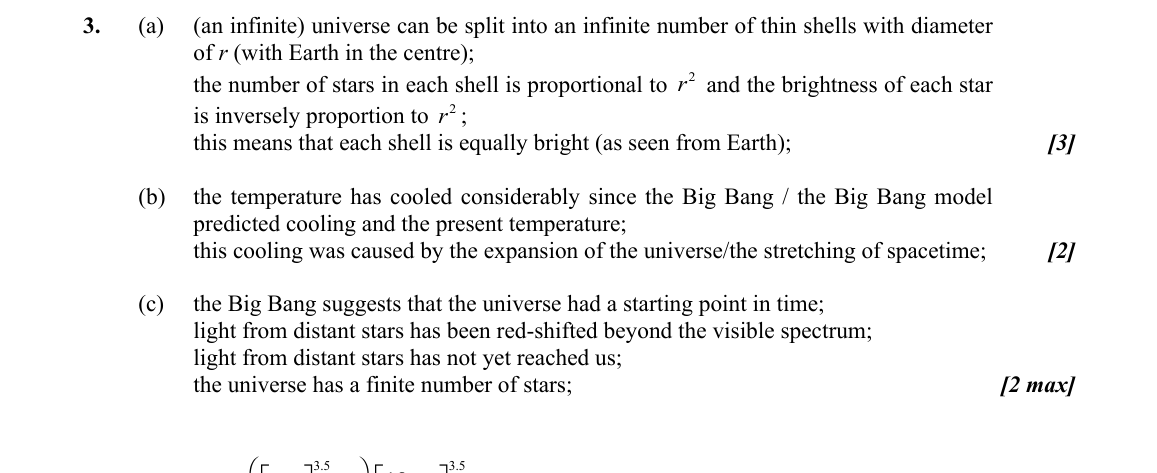 3. (a) (an infinite) universe can be split into an infinite number of thin shells with diameter
of r (with Earth in the centre);
the number of stars in each shell is proportional to r² and the brightness of each star
is inversely proportion to r²;
this means that each shell is equally bright (as seen from Earth); [3]
(b) the temperature has cooled considerably since the Big Bang / the Big Bang model
predicted cooling and the present temperature;
this cooling was caused by the expansion of the universe/the stretching of spacetime; [2]
(c) the Big Bang suggests that the universe had a starting point in time;
light from distant stars has been red-shifted beyond the visible spectrum;
light from distant stars has not yet reached us;
the universe has a finite number of stars; [2 max]
3.5 3.5